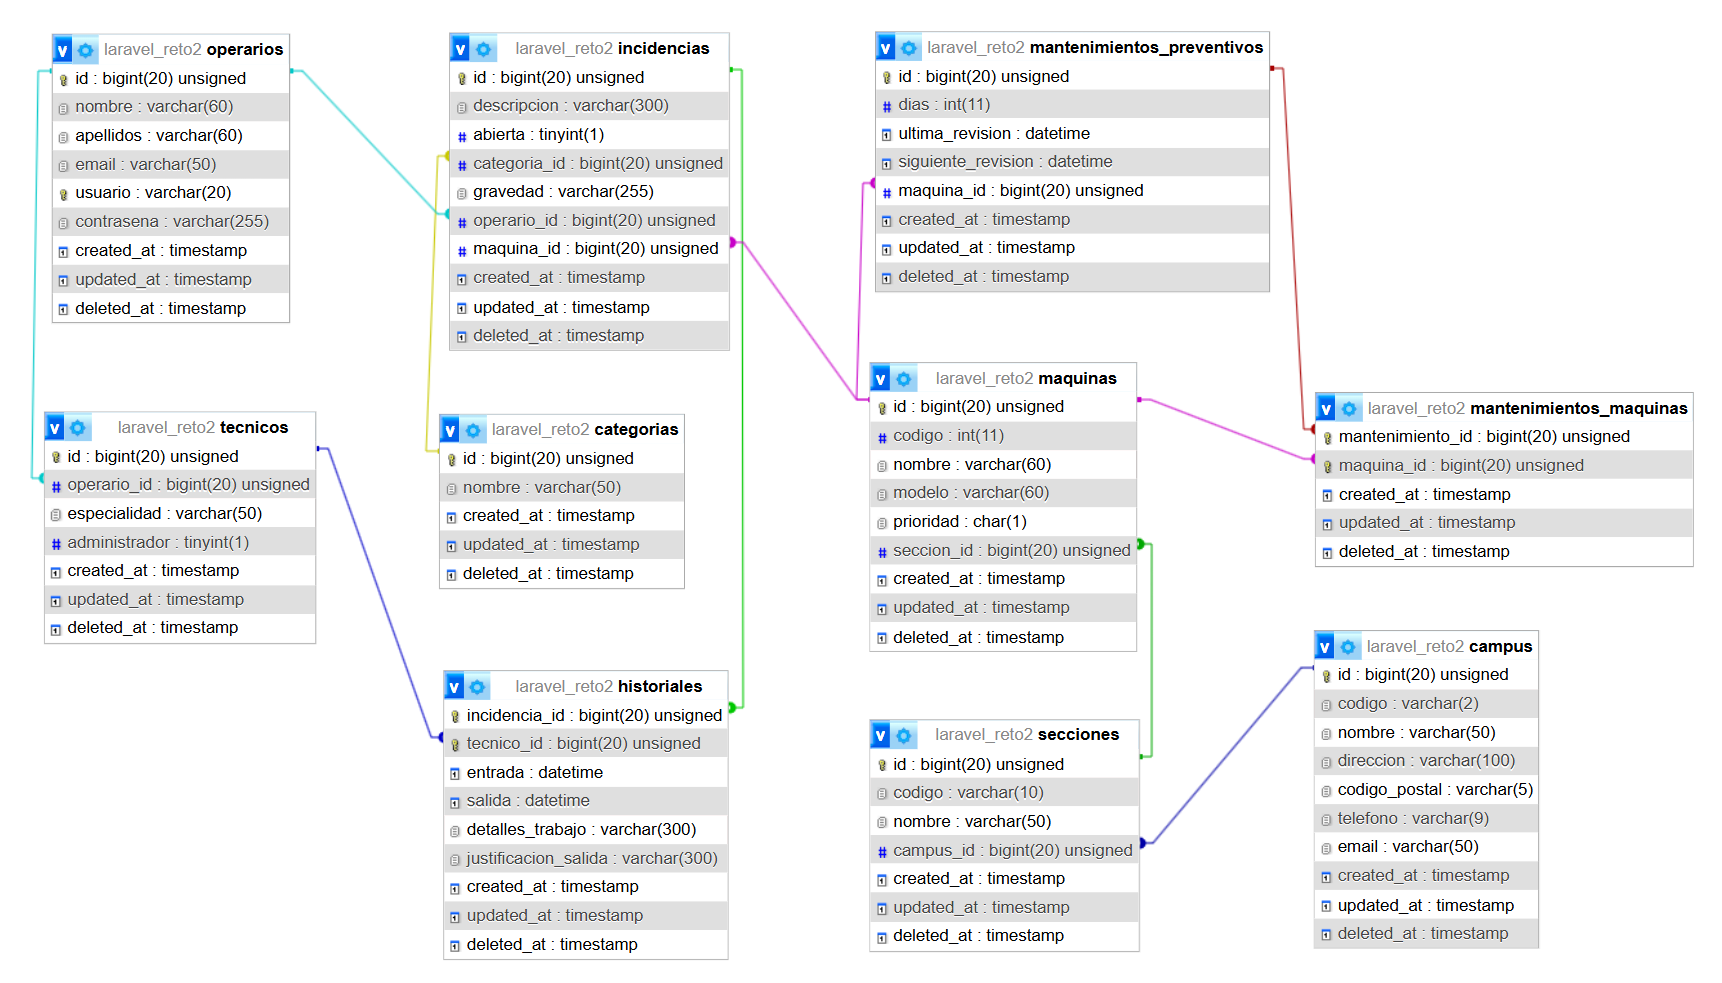 v laravel_reto2 operarios
id : bigint(20) unsigned
nombre : varchar(60)
apellidos : varchar(60)
email : varchar(50)
usuario : varchar(20)
contrasena : varchar(255)
created_at : timestamp
updated_at : timestamp
deleted_at : timestamp
v laravel_reto2 incidencias
id : bigint(20) unsigned
descripcion : varchar(300)
# abierta : tinyint(1)
# categoria_id : bigint(20) unsigned
gravedad : varchar(255)
# operario_id : bigint(20) unsigned
# maquina_id : bigint(20) unsigned
created_at : timestamp
updated_at : timestamp
deleted_at : timestamp
v laravel_reto2 mantenimientos_preventivos
id : bigint(20) unsigned
# dias : int(11)
ultima_revision : datetime
siguiente_revision : datetime
# maquina_id : bigint(20) unsigned
created_at : timestamp
updated_at : timestamp
deleted_at : timestamp
v laravel_reto2 tecnicos
id : bigint(20) unsigned
# operario_id : bigint(20) unsigned
especialidad : varchar(50)
# administrador : tinyint(1)
created_at : timestamp
updated_at : timestamp
deleted_at : timestamp
v laravel_reto2 categorias
id : bigint(20) unsigned
nombre : varchar(50)
created_at : timestamp
updated_at : timestamp
deleted_at : timestamp
v laravel_reto2 maquinas
id : bigint(20) unsigned
# codigo : int(11)
nombre : varchar(60)
modelo : varchar(60)
prioridad : char(1)
# seccion_id : bigint(20) unsigned
created_at : timestamp
updated_at : timestamp
deleted_at : timestamp
v laravel_reto2 mantenimientos_maquinas
mantenimiento_id : bigint(20) unsigned
maquina_id : bigint(20) unsigned
created_at : timestamp
updated_at : timestamp
deleted_at : timestamp
v laravel_reto2 historiales
incidencia_id : bigint(20) unsigned
tecnico_id : bigint(20) unsigned
entrada : datetime
salida : datetime
detalles_trabajo : varchar(300)
justificacion_salida : varchar(300)
created_at : timestamp
updated_at : timestamp
deleted_at : timestamp
v laravel_reto2 secciones
id : bigint(20) unsigned
codigo : varchar(10)
nombre : varchar(50)
# campus_id : bigint(20) unsigned
created_at : timestamp
updated_at : timestamp
deleted_at : timestamp
v laravel_reto2 campus
id : bigint(20) unsigned
codigo : varchar(2)
nombre : varchar(50)
direccion : varchar(100)
codigo_postal : varchar(5)
telefono : varchar(9)
email : varchar(50)
created_at : timestamp
updated_at : timestamp
deleted_at : timestamp